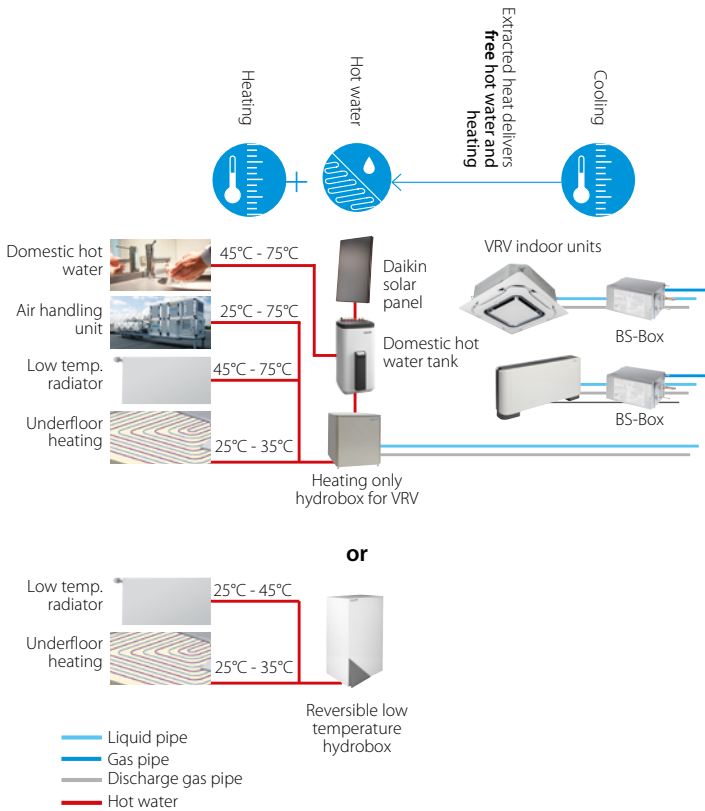 Heating
Hot water
Extracted heat delivers
free hot water and
heating
Cooling
Domestic hot
water
45°C - 75°C
Air handling
unit
25°C - 75°C
Low temp.
radiator
45°C - 75°C
Underfloor
heating
25°C - 35°C
Daikin
solar
panel
Domestic hot
water tank
Heating only
hydrobox for VRV
VRV indoor units
BS-Box
BS-Box
or
Low temp.
radiator
25°C - 45°C
Underfloor
heating
25°C - 35°C
Reversible low
temperature
hydrobox
Liquid pipe
Gas pipe
Discharge gas pipe
Hot water